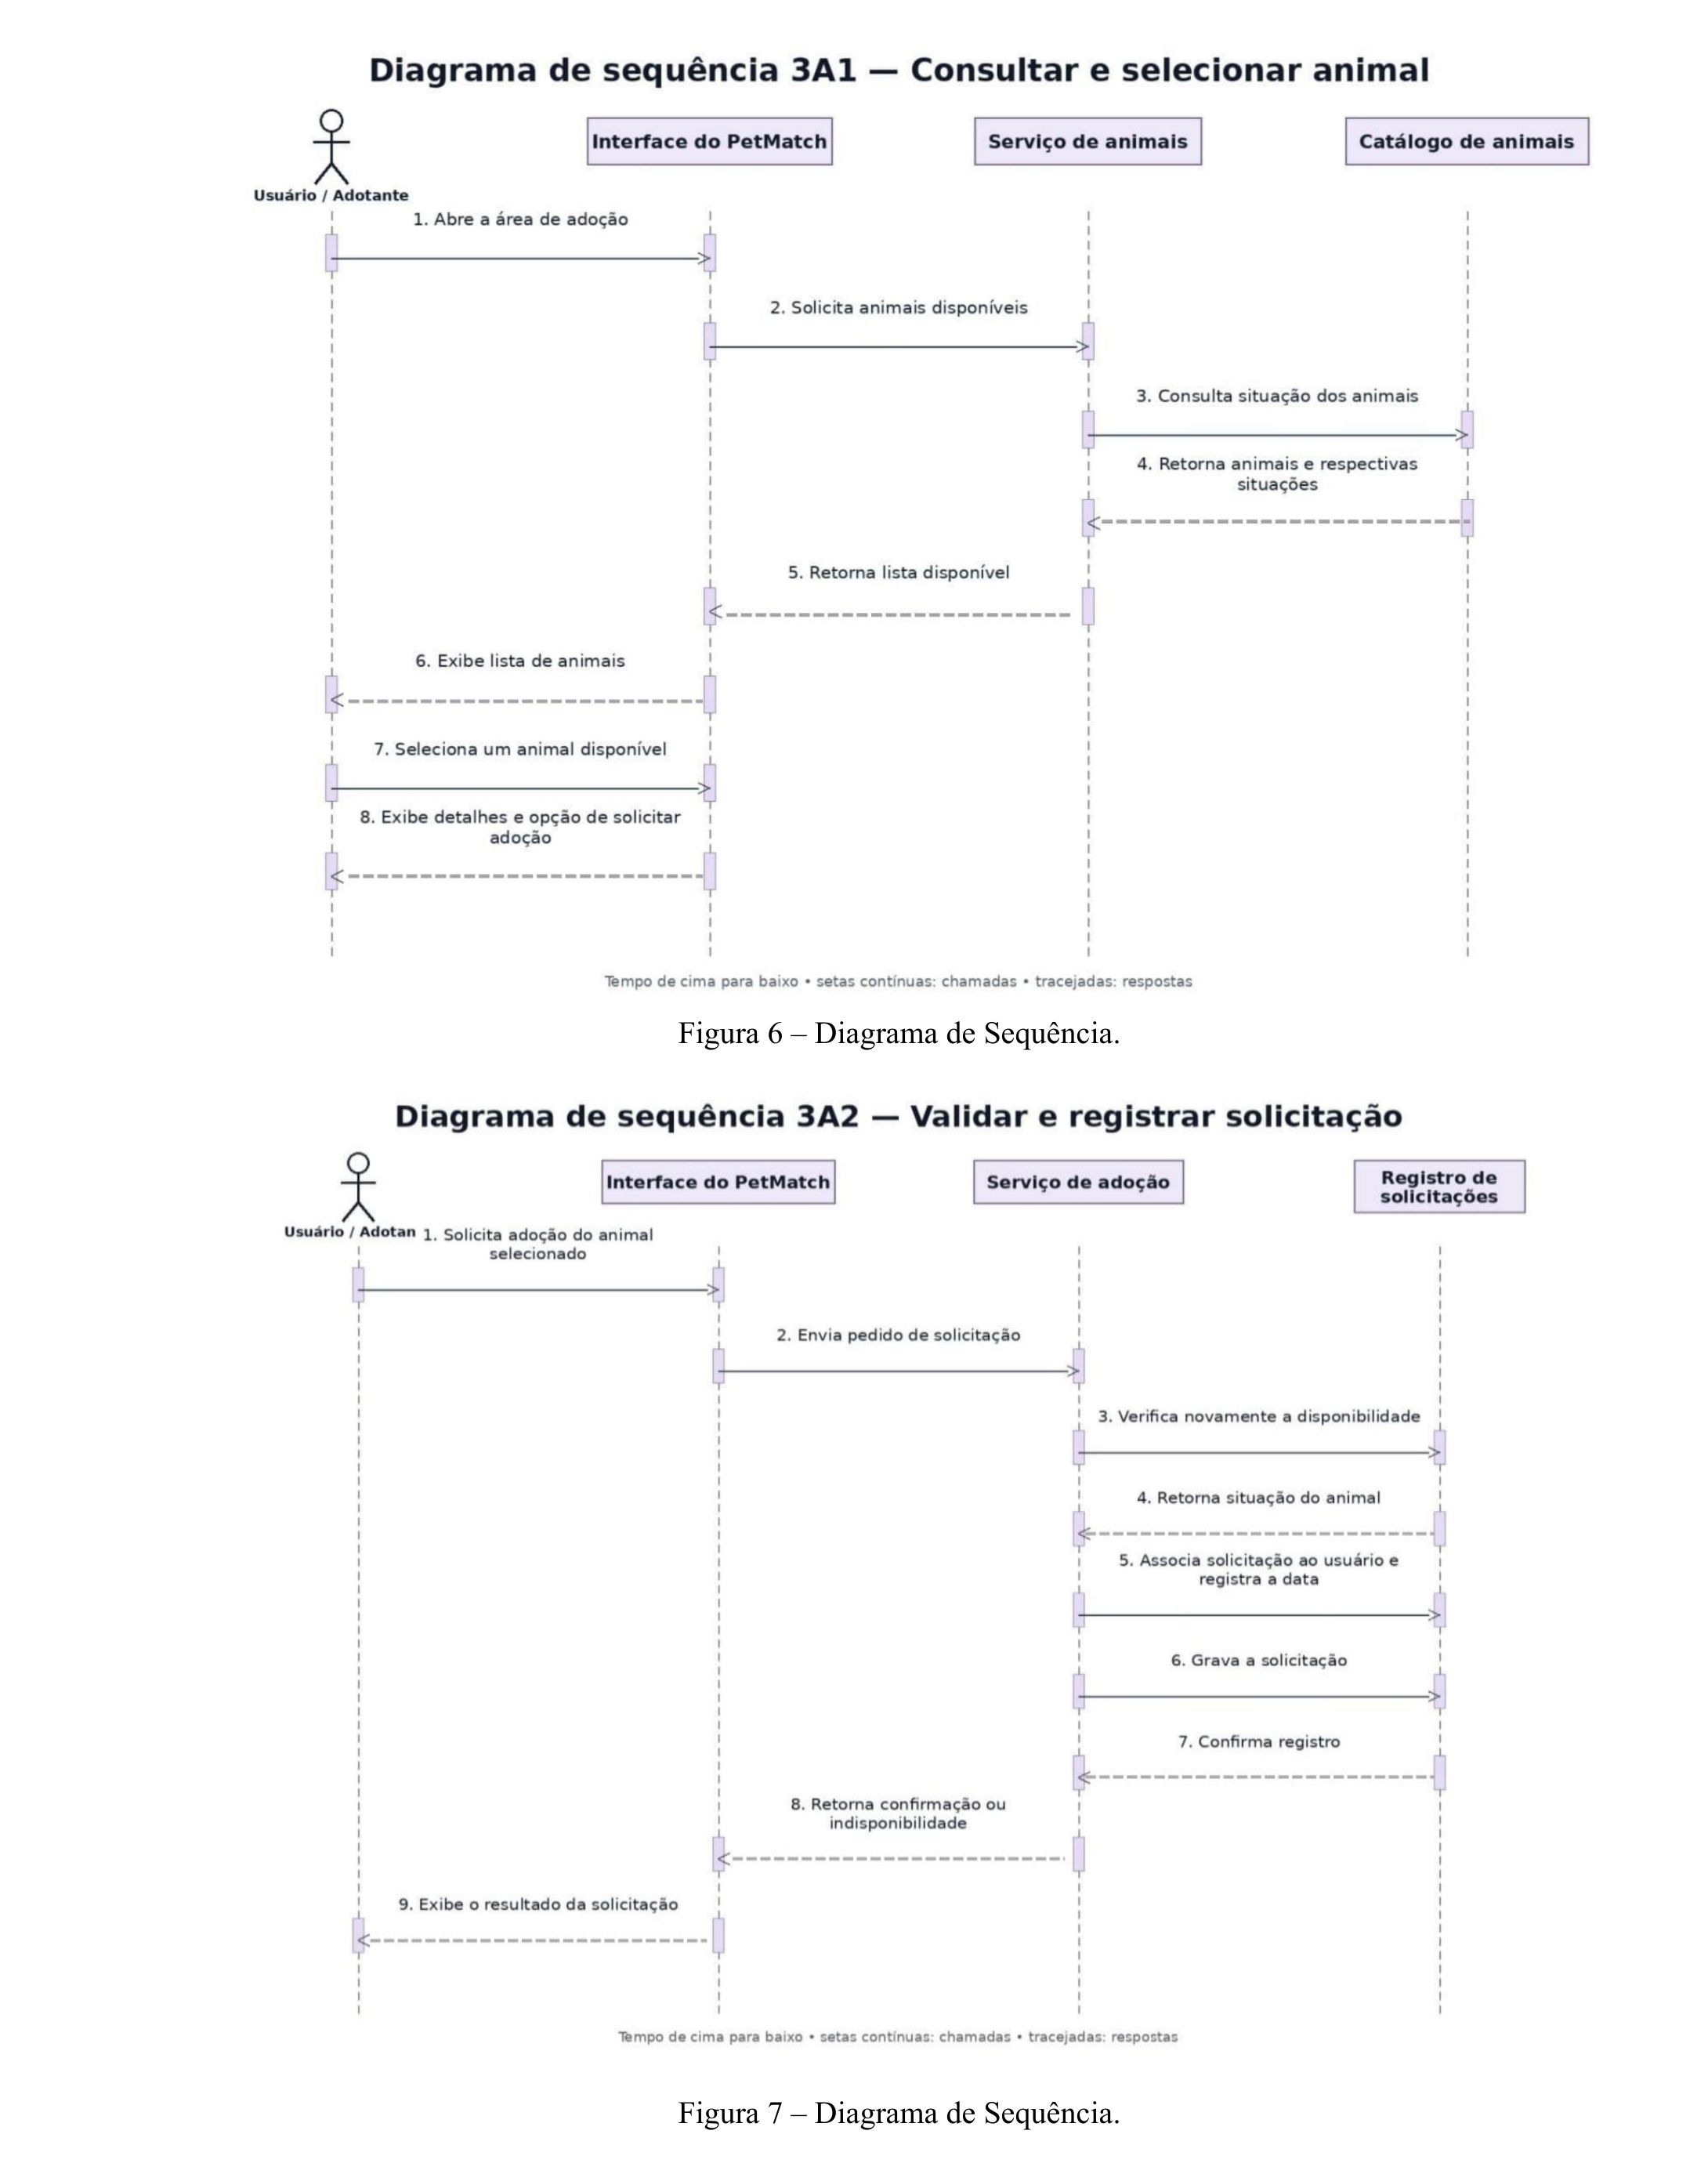 Diagrama de sequência 3A1 — Consultar e selecionar animal
Usuário / Adotante
Interface do PetMatch
Serviço de animais
Catálogo de animais
1. Abre a área de adoção
2. Solicita animais disponíveis
3. Consulta situação dos animais
4. Retorna animais e respectivas
situações
5. Retorna lista disponível
6. Exibe lista de animais
7. Seleciona um animal disponível
8. Exibe detalhes e opção de solicitar
adoção
Tempo de cima para baixo • setas contínuas: chamadas • tracejadas: respostas
Figura 6 – Diagrama de Sequência.
Diagrama de sequência 3A2 — Validar e registrar solicitação
Usuário / Adotan
Interface do PetMatch
Serviço de adoção
Registro de
solicitações
1. Solicita adoção do animal
selecionado
2. Envia pedido de solicitação
3. Verifica novamente a disponibilidade
4. Retorna situação do animal
5. Associa solicitação ao usuário e
registra a data
6. Grava a solicitação
7. Confirma registro
8. Retorna confirmação ou
indisponibilidade
9. Exibe o resultado da solicitação
Tempo de cima para baixo • setas contínuas: chamadas • tracejadas: respostas
Figura 7 – Diagrama de Sequência.